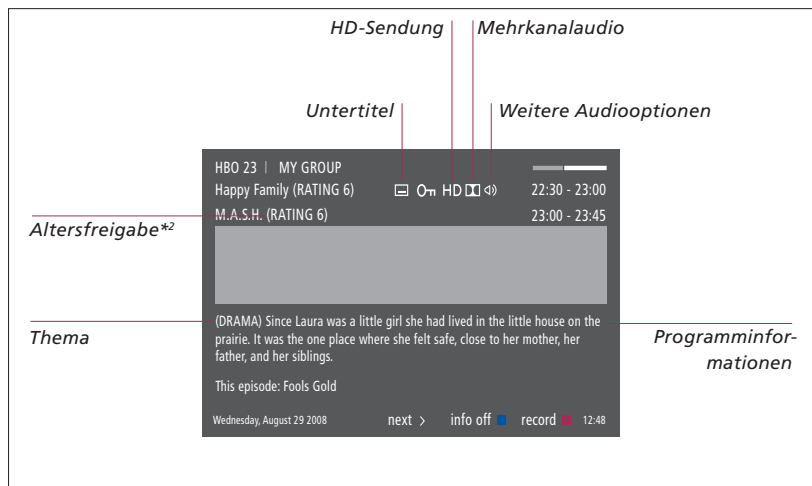 HD-Sendung Mehrkanalaudio
Untertitel Weitere Audiooptionen
HBO 23 | MY GROUP
Happy Family (RATING 6) HD 22:30 - 23:00
M.A.S.H. (RATING 6) 23:00 - 23:45
Altersfreigabe*²
(DRAMA) Since Laura was a little girl she had lived in the little house on the
prairie. It was the one place where she felt safe, close to her mother, her
father, and her siblings.
This episode: Fools Gold
Thema
Programminfor-
mationen
Wednesday, August 29 2008 next > info off record 12:48